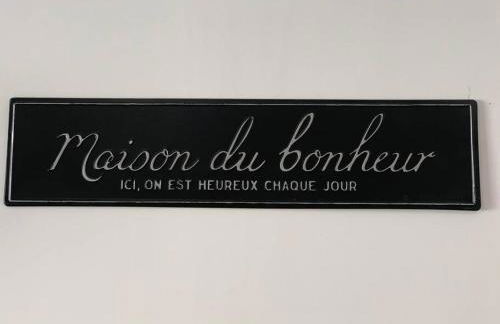 Maison du bonheur
ICI, ON EST HEUREUX CHAQUE JOUR